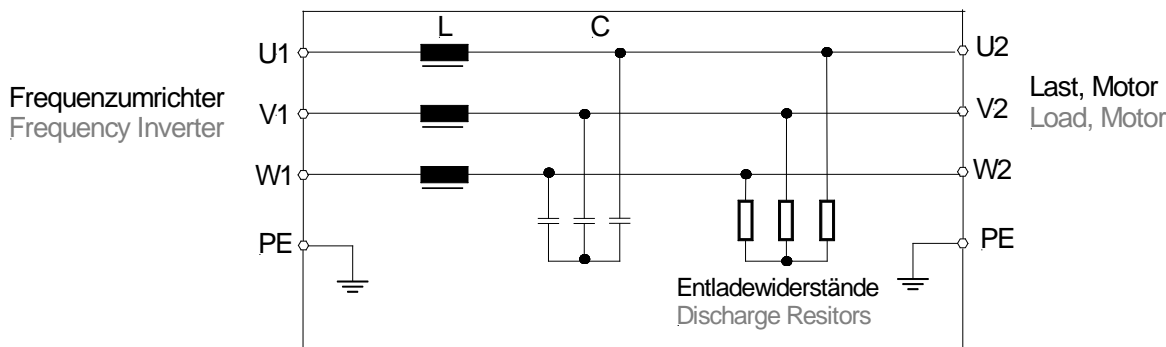 L
C
U1
U2
Frequenzumrichter
Frequency Inverter
V1
V2
Last, Motor
Load, Motor
W1
W2
PE
PE
Entladewiderstände
Discharge Resitors